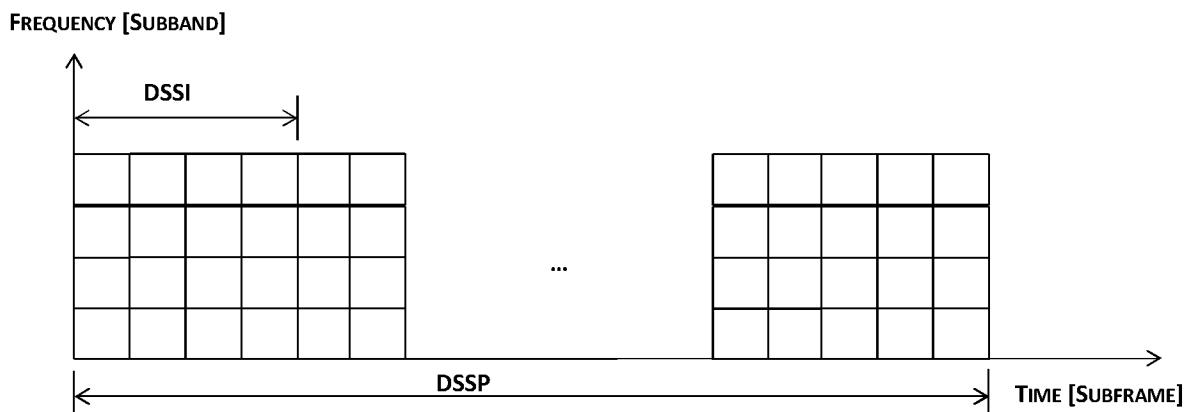 FREQUENCY [SUBBAND]
DSSI
...
DSSP
TIME [SUBFRAME]